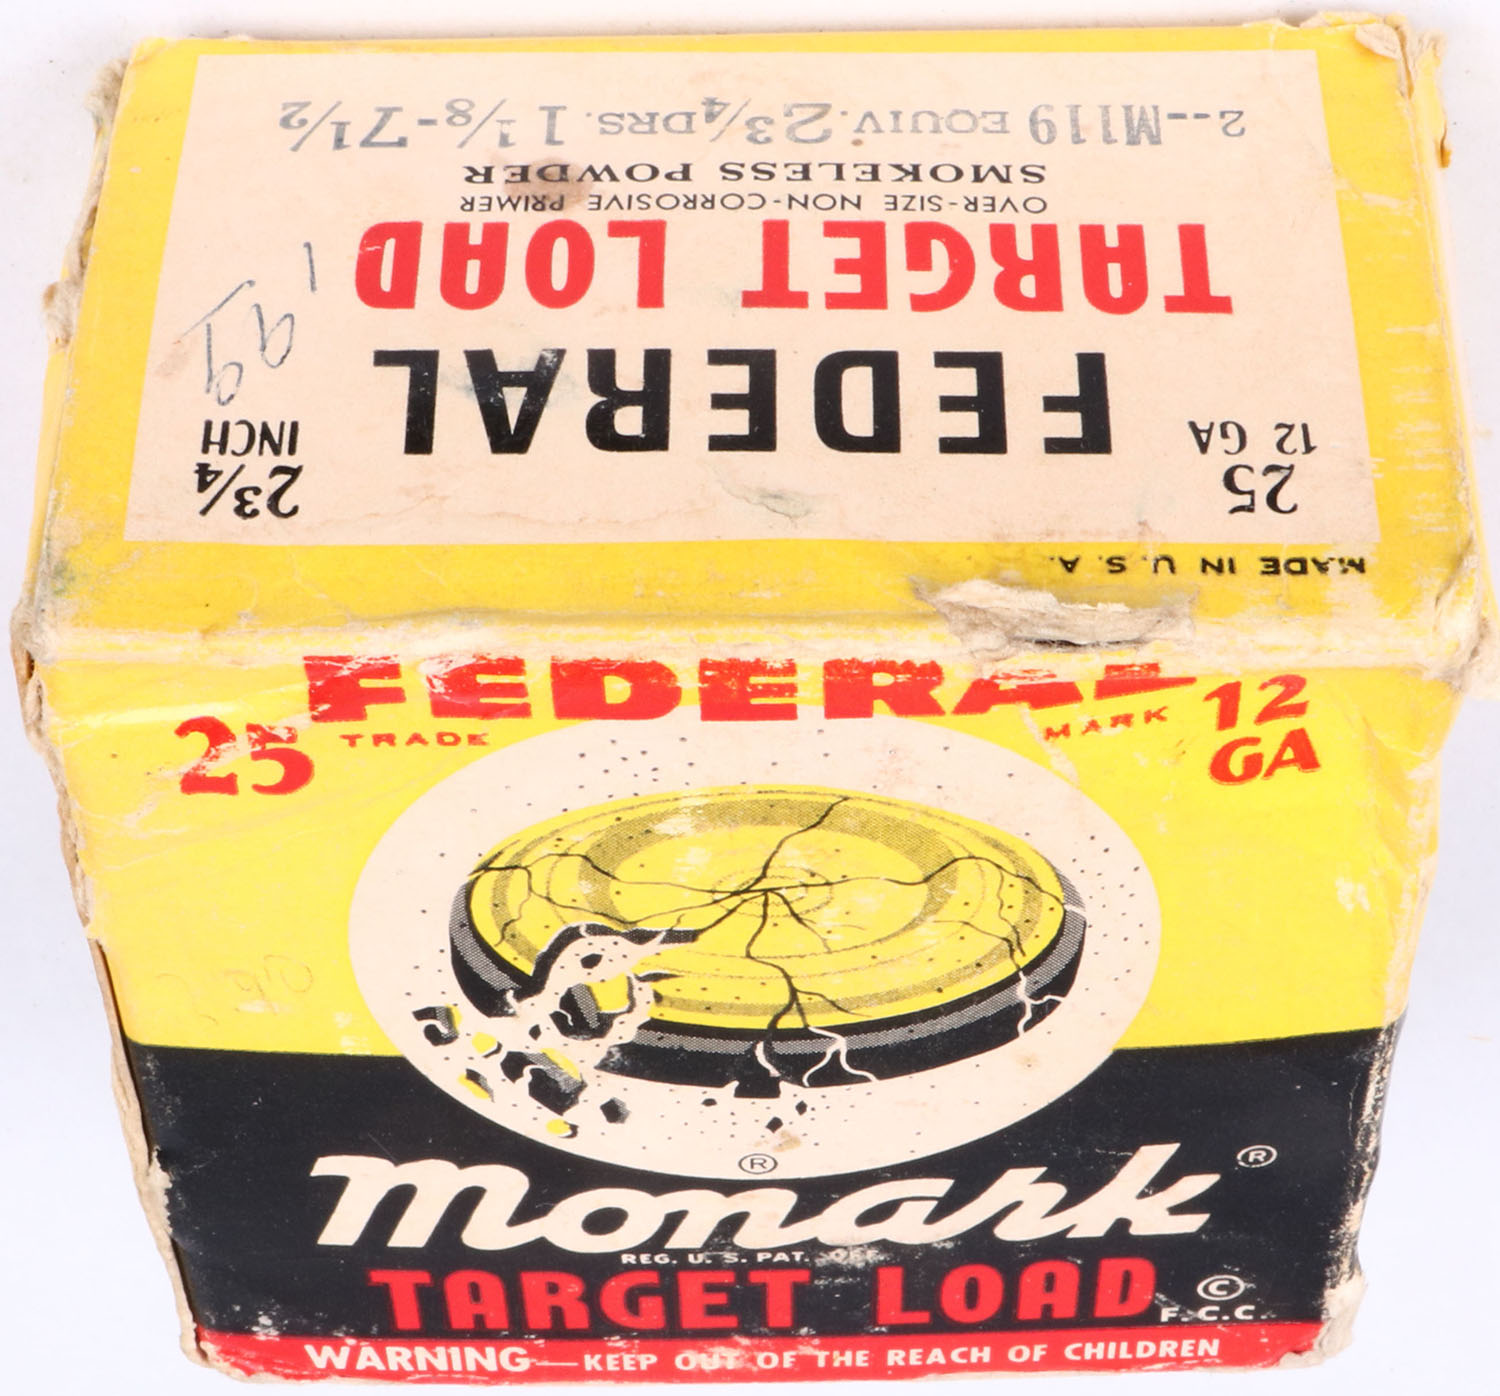 MADE IN U.S.A.
25
12 GA
FEDERAL
2¾
INCH
TARGET LOAD
OVER-SIZE NON-CORROSIVE PRIMER
SMOKELESS POWDER
2--M119 EQUIV. 2¾DRS. 1⅛-7½
FEDERAL
25
TRADE
MARK
12
GA
®
Monark®
REG. U. S. PAT. OFF.
TARGET LOAD ©
F.C.C.
WARNING—KEEP OUT OF THE REACH OF CHILDREN